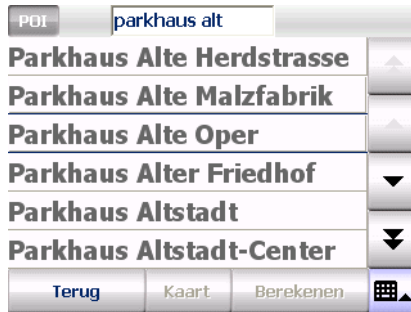 POI parkhaus alt
Parkhaus Alte Herdstrasse
Parkhaus Alte Malzfabrik
Parkhaus Alte Oper
Parkhaus Alter Friedhof
Parkhaus Altstadt
Parkhaus Altstadt-Center
Terug Kaart Berekenen